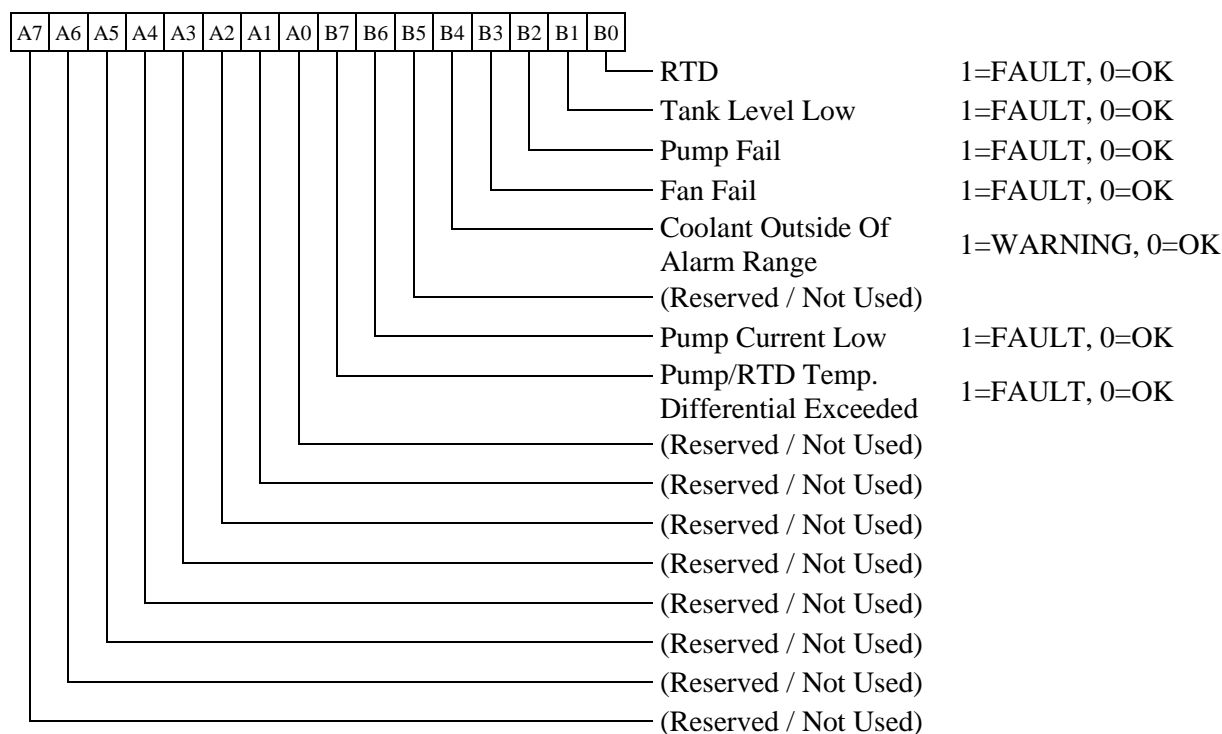 A7 A6 A5 A4 A3 A2 A1 A0 B7 B6 B5 B4 B3 B2 B1 B0
RTD 1=FAULT, 0=OK
Tank Level Low 1=FAULT, 0=OK
Pump Fail 1=FAULT, 0=OK
Fan Fail 1=FAULT, 0=OK
Coolant Outside Of
Alarm Range 1=WARNING, 0=OK
(Reserved / Not Used)
Pump Current Low 1=FAULT, 0=OK
Pump/RTD Temp.
Differential Exceeded 1=FAULT, 0=OK
(Reserved / Not Used)
(Reserved / Not Used)
(Reserved / Not Used)
(Reserved / Not Used)
(Reserved / Not Used)
(Reserved / Not Used)
(Reserved / Not Used)
(Reserved / Not Used)